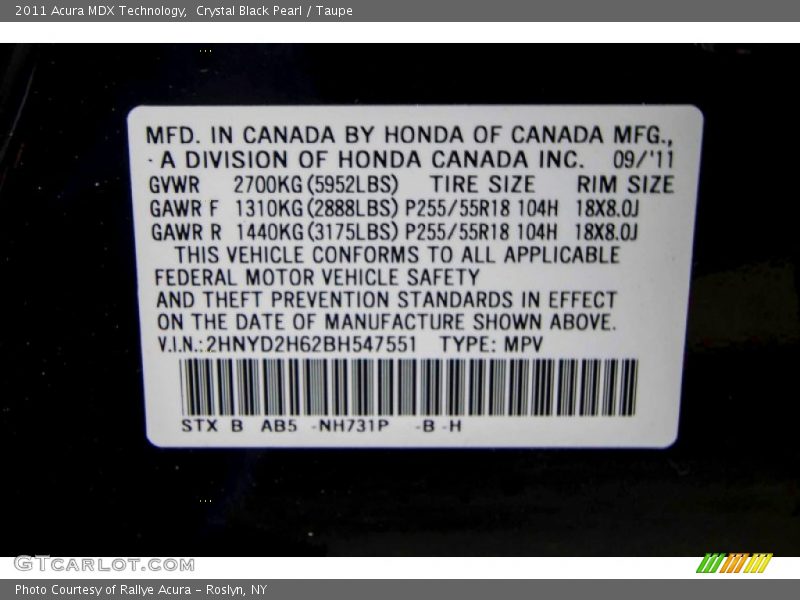 2011 Acura MDX Technology,  Crystal Black Pearl / Taupe
MFD. IN CANADA BY HONDA OF CANADA MFG.,
A DIVISION OF HONDA CANADA INC. 09/'11
GVWR 2700KG(5952LBS) TIRE SIZE RIM SIZE
GAWR F 1310KG(2888LBS) P255/55R18 104H 18X8.0J
GAWR R 1440KG(3175LBS) P255/55R18 104H 18X8.0J
THIS VEHICLE CONFORMS TO ALL APPLICABLE
FEDERAL MOTOR VEHICLE SAFETY
AND THEFT PREVENTION STANDARDS IN EFFECT
ON THE DATE OF MANUFACTURE SHOWN ABOVE.
V.I.N.:2HNYD2H62BH547551 TYPE: MPV
STX B AB5 -NH731P -B -H
GTCARLOT.COM
Photo Courtesy of Rallye Acura - Roslyn, NY